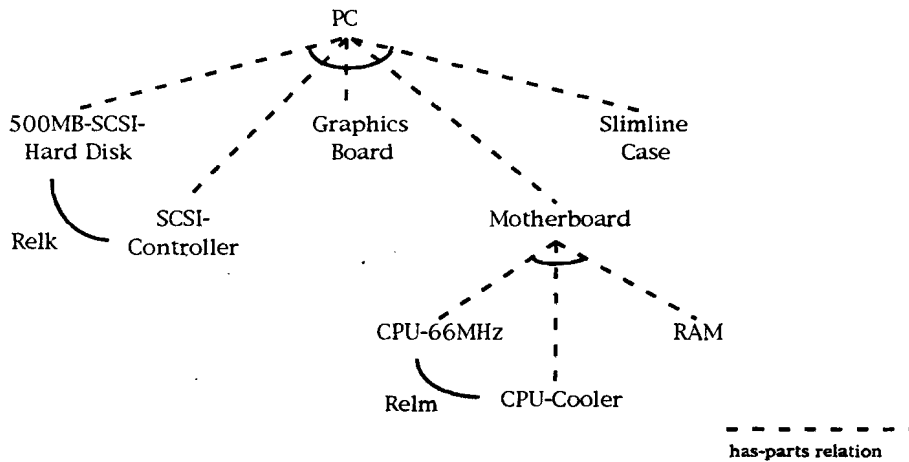 PC
500MB-SCSI-
Hard Disk
Graphics
Board
Slimline
Case
SCSI-
Controller
Motherboard
Relk
CPU-66MHz
RAM
Relm
CPU-Cooler
has-parts relation